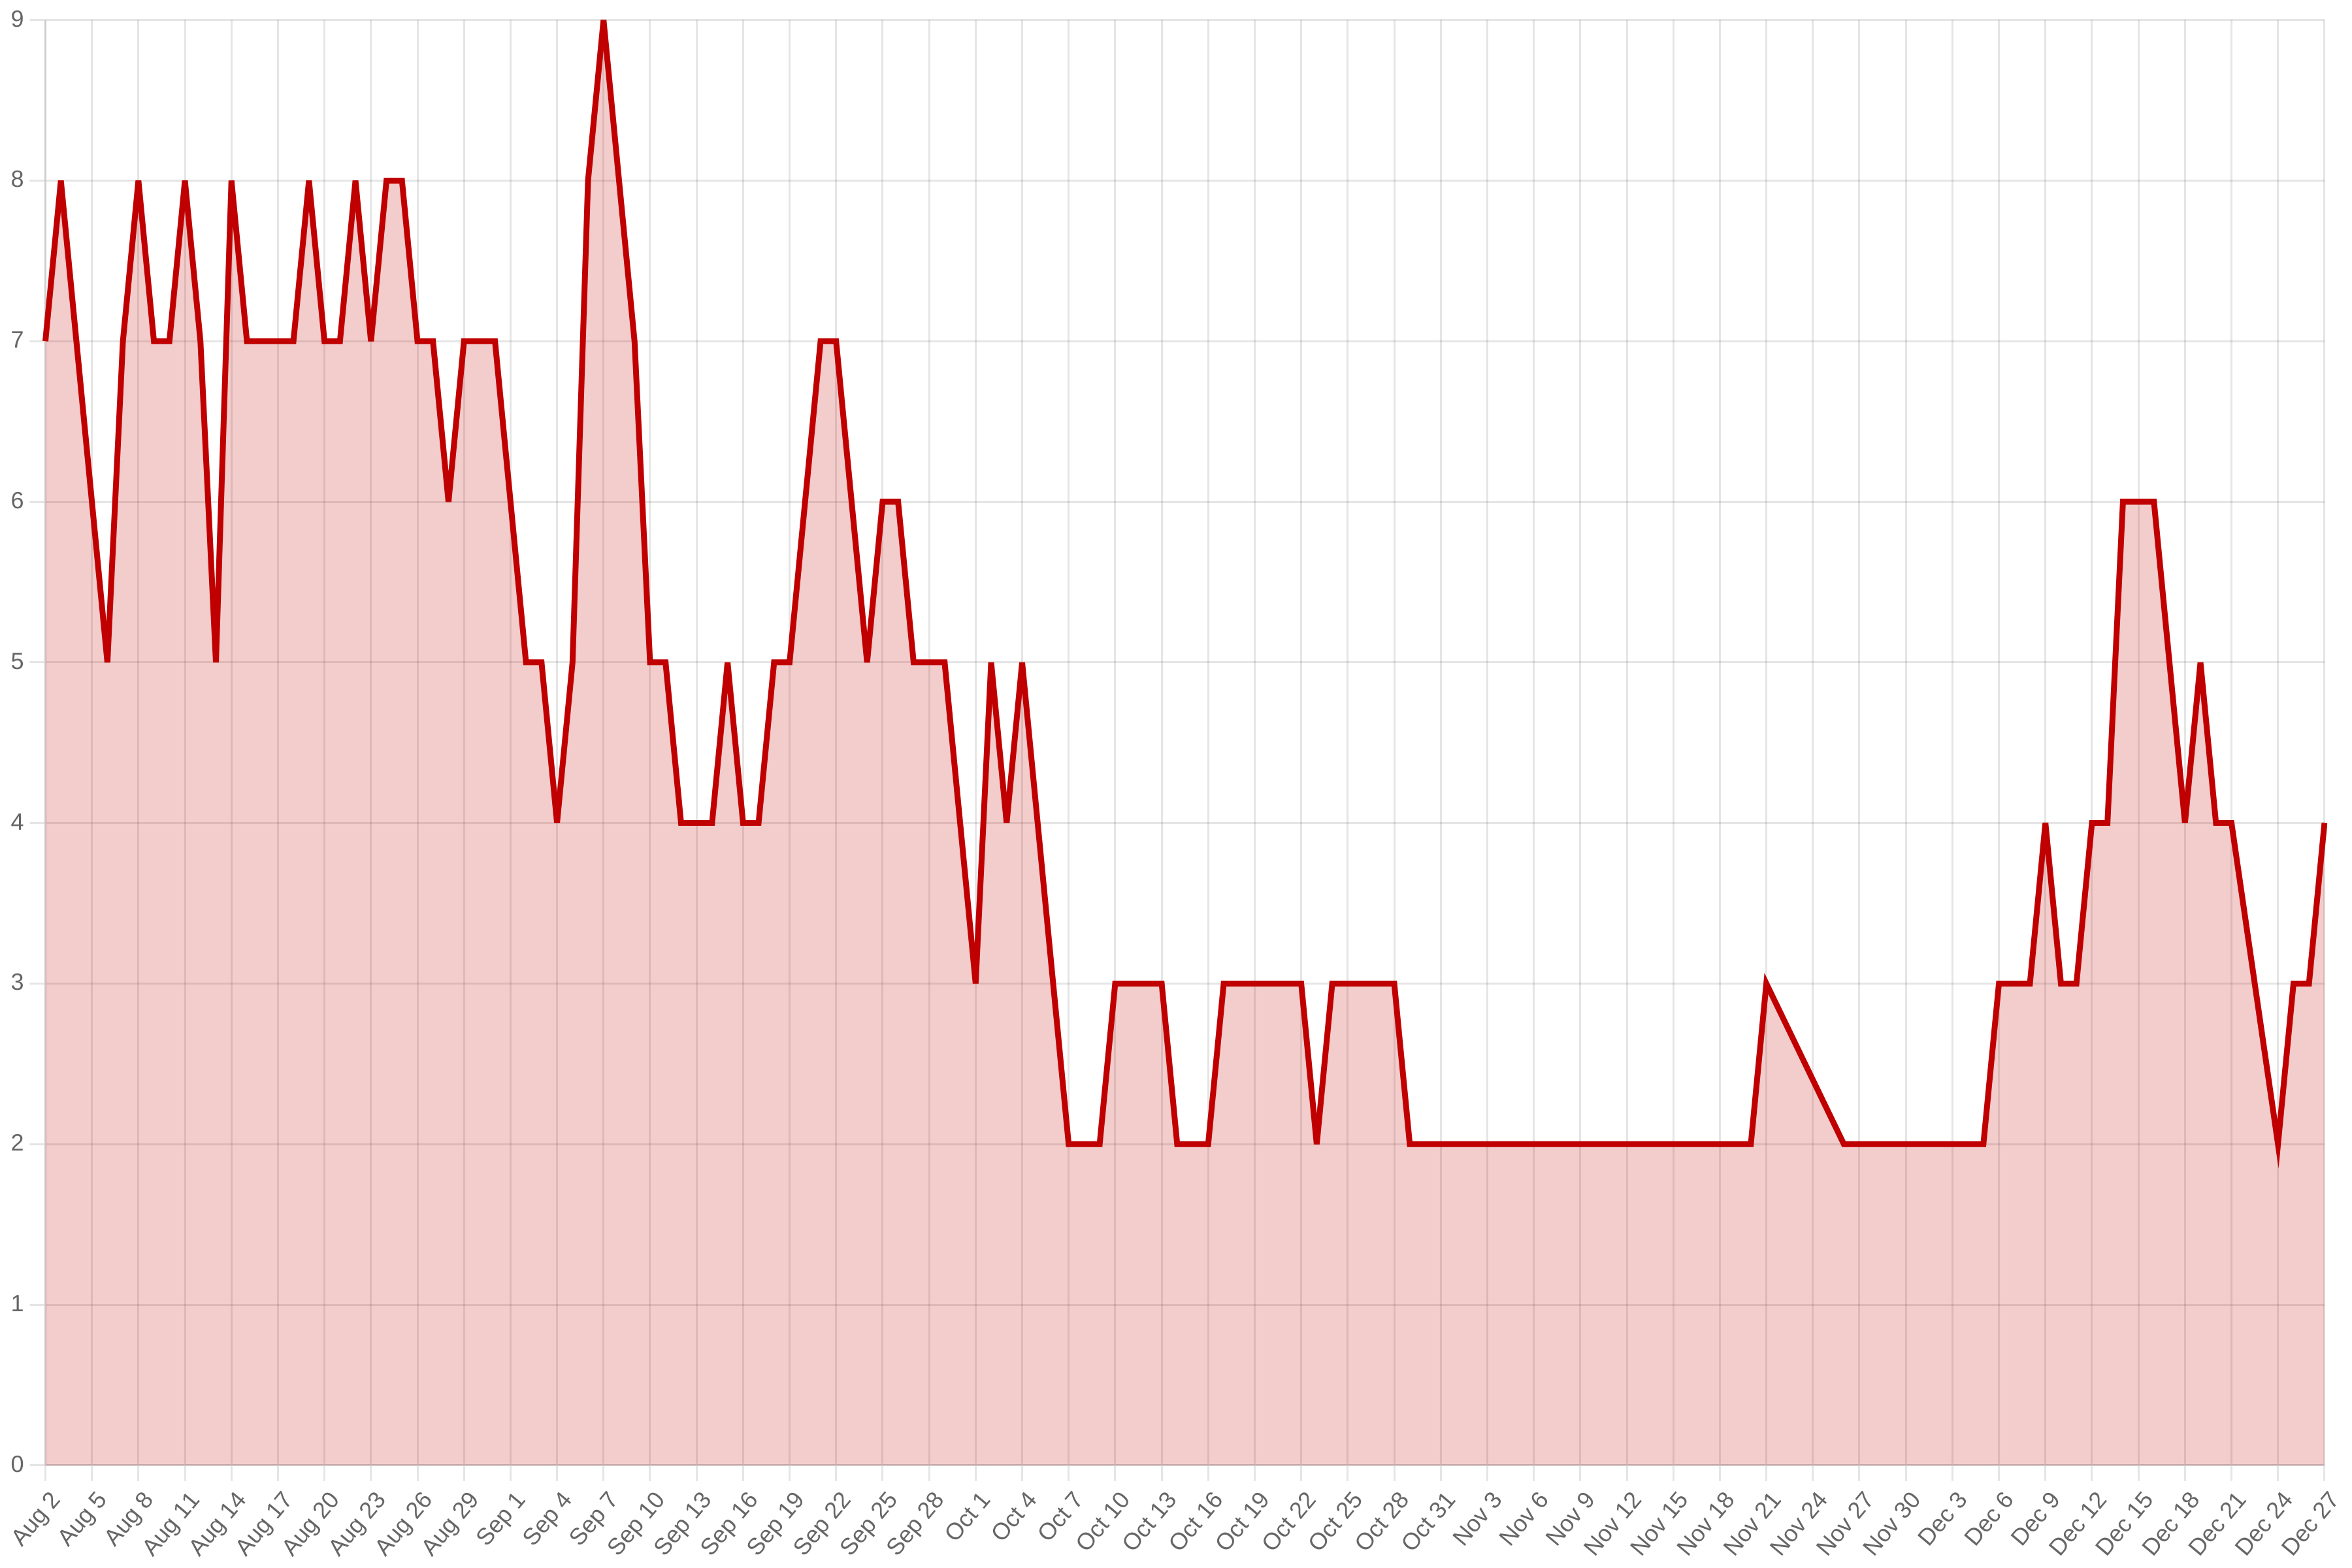 9
8
7
6
5
4
3
2
1
0
Aug 2
Aug 5
Aug 8
Aug 11
Aug 14
Aug 17
Aug 20
Aug 23
Aug 26
Aug 29
Sep 1
Sep 4
Sep 7
Sep 10
Sep 13
Sep 16
Sep 19
Sep 22
Sep 25
Sep 28
Oct 1
Oct 4
Oct 7
Oct 10
Oct 13
Oct 16
Oct 19
Oct 22
Oct 25
Oct 28
Oct 31
Nov 3
Nov 6
Nov 9
Nov 12
Nov 15
Nov 18
Nov 21
Nov 24
Nov 27
Nov 30
Dec 3
Dec 6
Dec 9
Dec 12
Dec 15
Dec 18
Dec 21
Dec 24
Dec 27